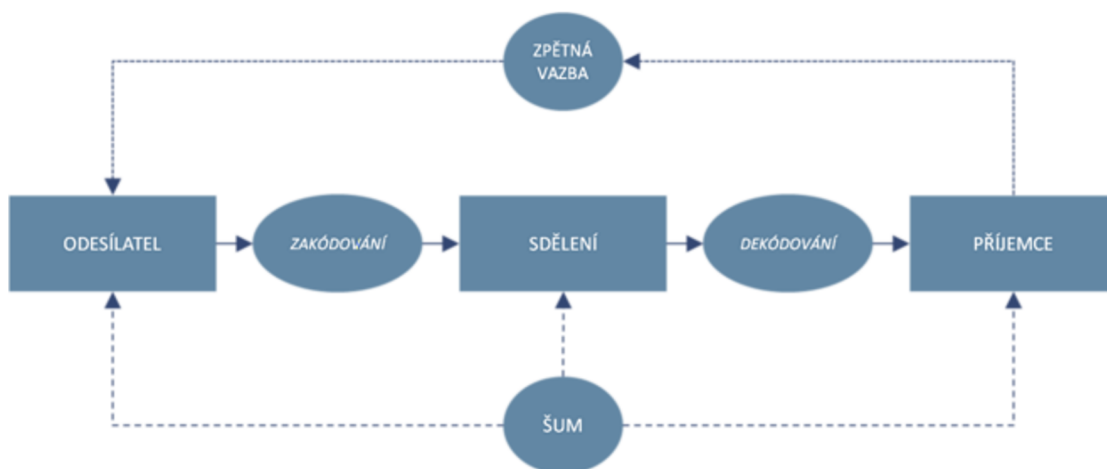 ZPĚTNÁ
VAZBA
ODESÍLATEL
ZAKÓDOVÁNÍ
SDĚLENÍ
DEKÓDOVÁNÍ
PŘÍJEMCE
ŠUM